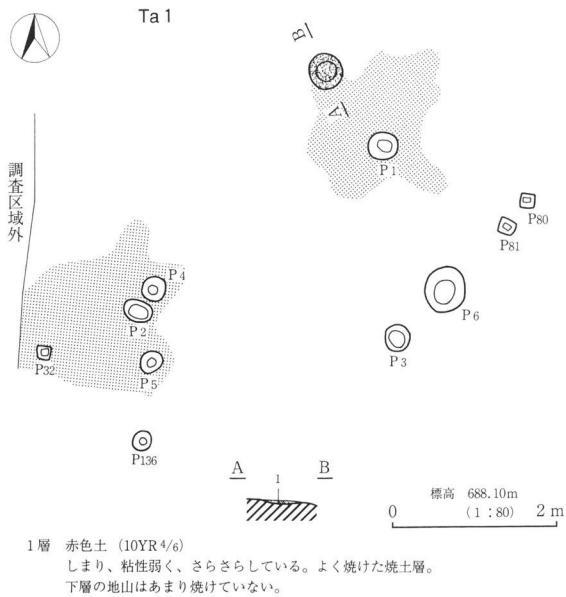 Ta 1
B
A
P1
P80
P81
P6
P3
調査区域外
P4
P2
P32
P5
P136
A
B
1
標高 688.10m
(1:80)
0
2m
1層 赤色土 (10YR 4/6)
しまり、粘性弱く、さらさらしている。よく焼けた焼土層。
下層の地山はあまり焼けていない。